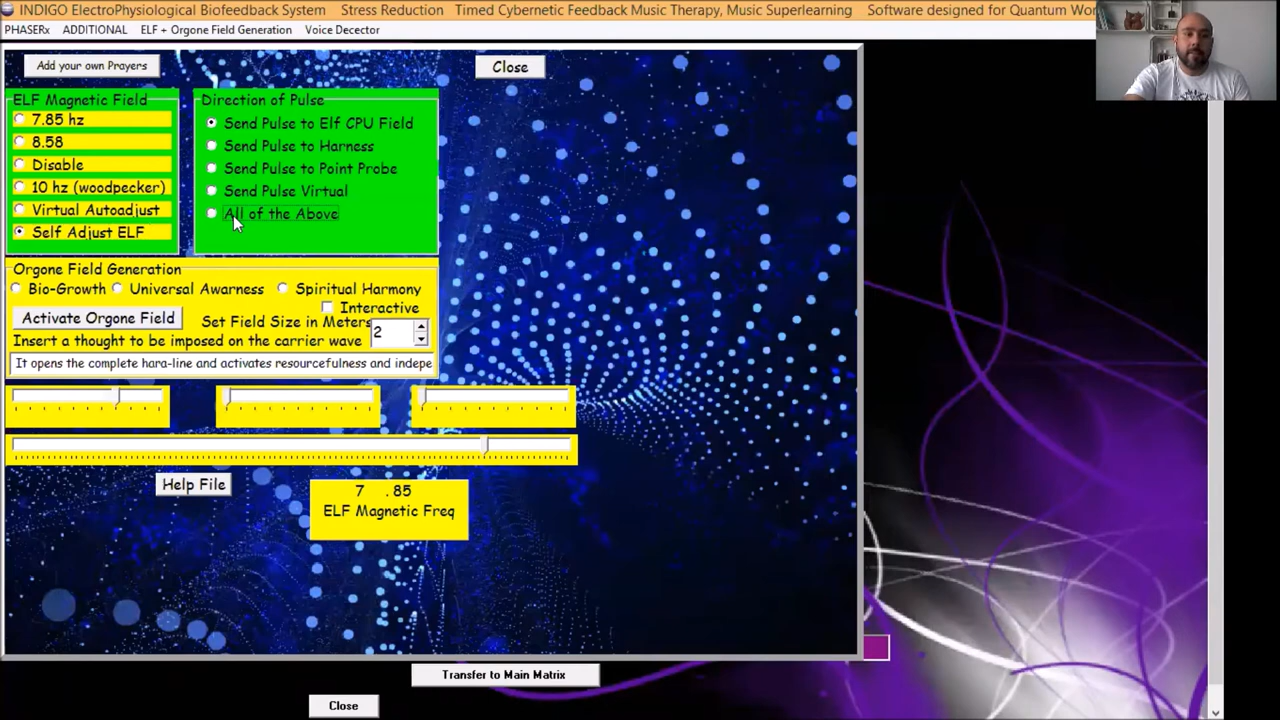 INDIGO ElectroPhysiological Biofeedback System Stress Reduction Timed Cybernetic Feedback Music Therapy, Music Superlearning Software designed for Quantum
PHASERx ADDITIONAL ELF + Orgone Field Generation Voice Decector
Add your own Prayers
Close
ELF Magnetic Field
7.85 hz
8.58
Disable
10 hz (woodpecker)
Virtual Autoadjust
Self Adjust ELF
Direction of Pulse
Send Pulse to Elf CPU Field
Send Pulse to Harness
Send Pulse to Point Probe
Send Pulse Virtual
All of the Above
Orgone Field Generation
Bio-Growth Universal Awarness Spiritual Harmony
Interactive
Activate Orgone Field Set Field Size in Meters 2
Insert a thought to be imposed on the carrier wave
It opens the complete hara-line and activates resourcefulness and indepe
Help File
7 . 85
ELF Magnetic Freq
Transfer to Main Matrix
Close